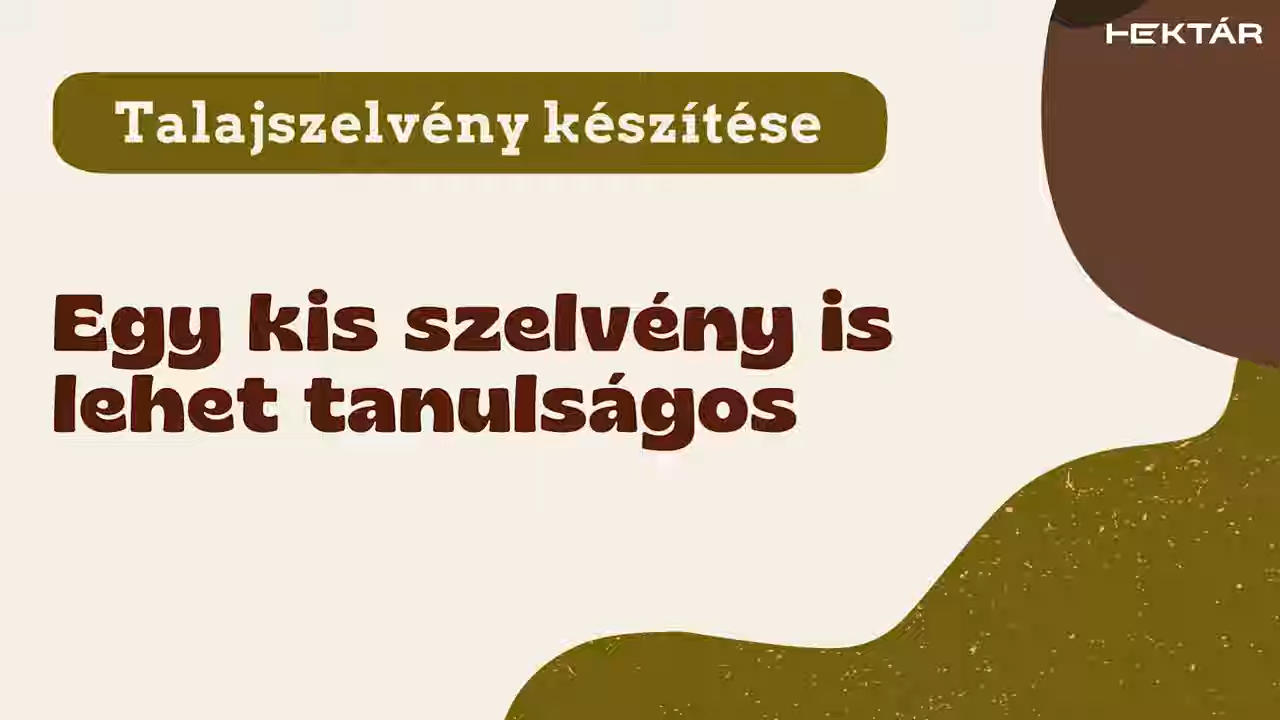 HEKTÁR
Talajszelvény készítése
Egy kis szelvény is
lehet tanulságos